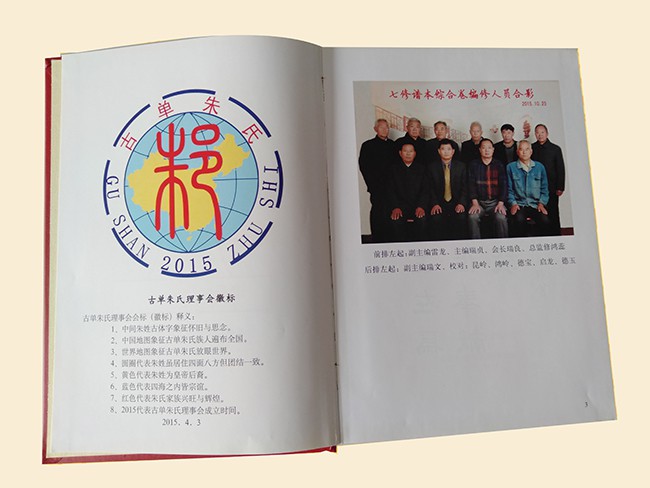 古单朱氏
GU SHAN 2015 ZHU SHI
邾
古单朱氏理事会徽标
古单朱氏理事会会标（徽标）释义：
1、中间朱姓古体字象征怀旧与思念。
2、中国地图象征古单朱氏族人遍布全国。
3、世界地图象征古单朱氏放眼世界。
4、圆圈代表朱姓虽居住四面八方但团结一致。
5、黄色代表朱姓为皇帝后裔。
6、蓝色代表四海之内皆宗谊。
7、红色代表朱氏家族兴旺与辉煌。
8、2015代表古单朱氏理事会成立时间。
2015．4．3
七修谱本综合卷编修人员合影
2015.10.20
前排左起：副主编雷龙、主编瑞贞、会长瑞良、总监修鸿
后排左起：副主编瑞文、校对：昆岭、鸿岭、德宝、启龙、德玉
3